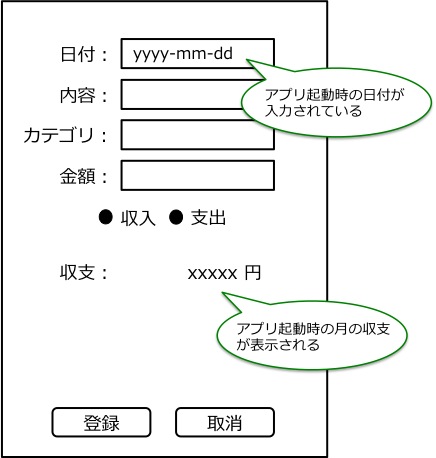 日付： yyyy-mm-dd
アプリ起動時の日付が
入力されている
内容：
カテゴリ：
金額：
● 収入 ● 支出
収支： xxxxx 円
アプリ起動時の月の収支
が表示される
登録 取消